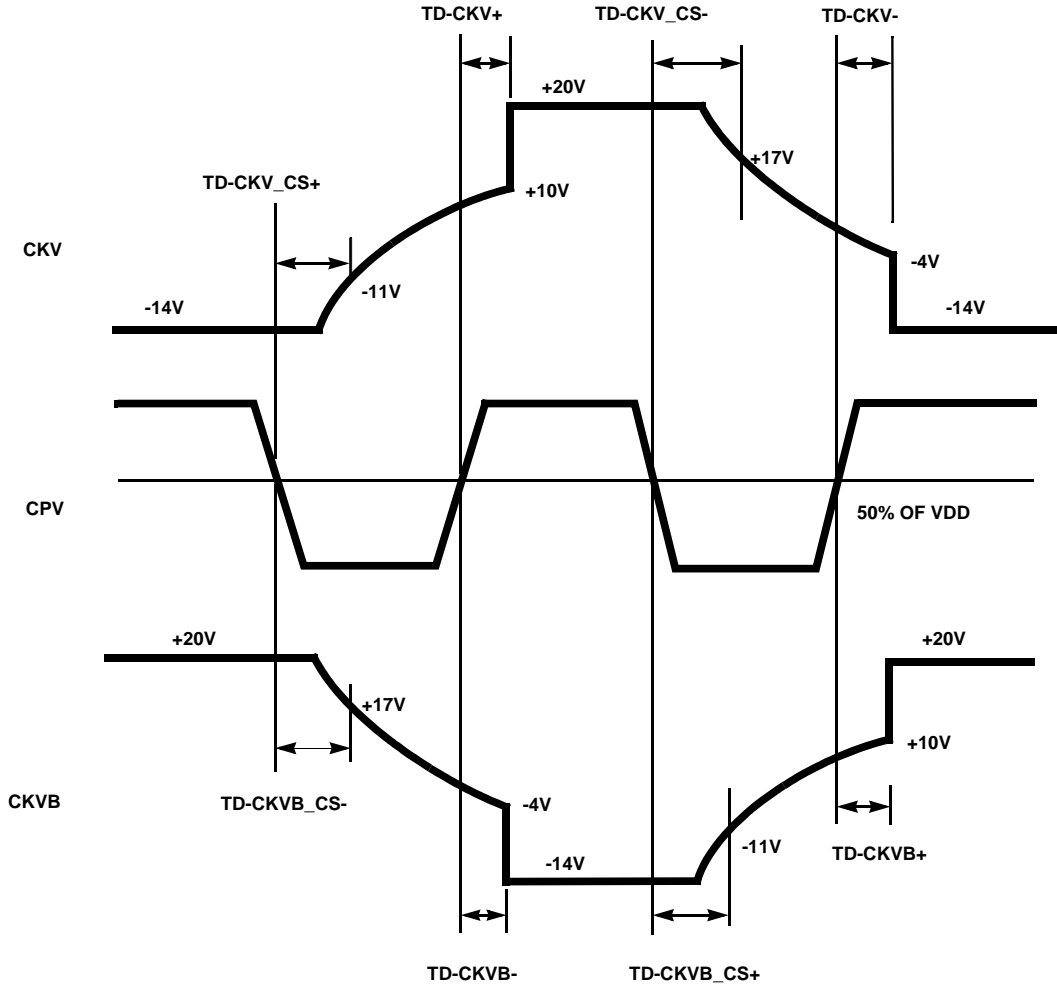 TD-CKV+
TD-CKV_CS-
TD-CKV-
+20V
+17V
TD-CKV_CS+
+10V
CKV
-4V
-11V
-14V
-14V
CPV
50% OF VDD
+20V
+20V
+17V
+10V
CKVB
TD-CKVB_CS-
-4V
-11V
TD-CKVB+
-14V
TD-CKVB-
TD-CKVB_CS+